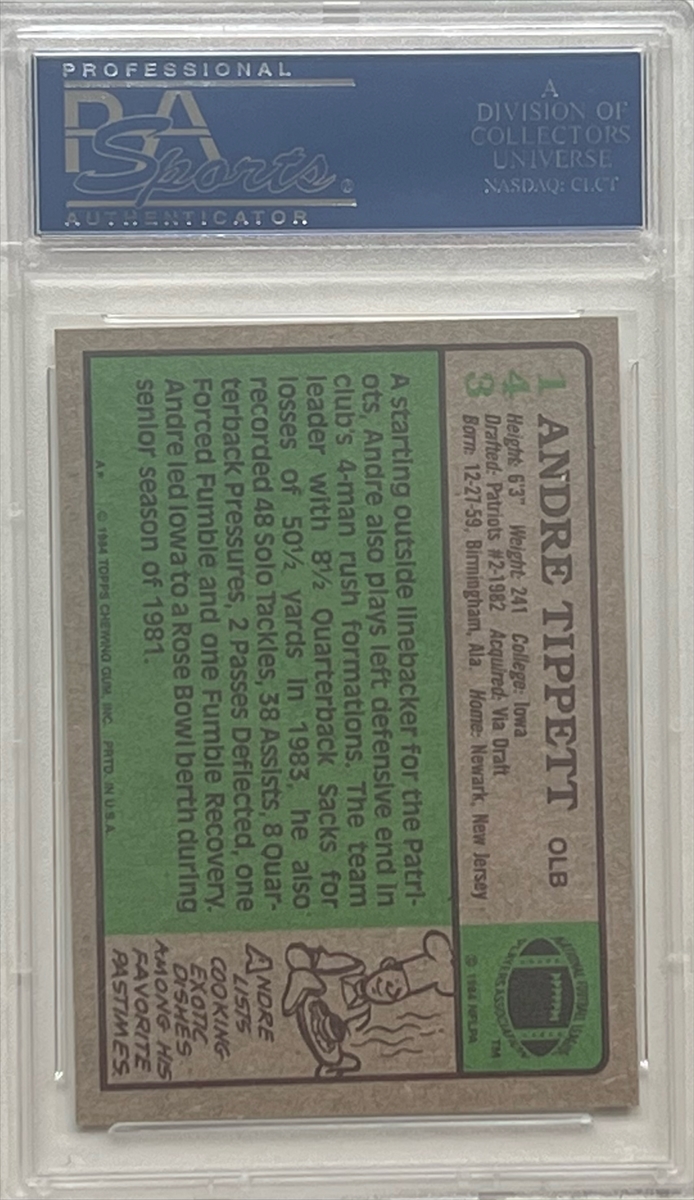 PROFESSIONAL
PSA
Sports®
AUTHENTICATOR
A
DIVISION OF
COLLECTORS
UNIVERSE
NASDAQ: CLCT
143
ANDRE TIPPETT OLB
Height: 6'3" Weight: 241 College: Iowa
Drafted: Patriots #2-1982 Acquired: Via Draft
Born: 12-27-59, Birmingham, Ala Home: Newark, New Jersey
NATIONAL FOOTBALL LEAGUE
PLAYERS ASSOCIATION
TM
© 1984 NFLPA
A starting outside linebacker for the Patri-
ots, Andre also plays left defensive end in
club's 4-man rush formations. The team
leader with 8½ Quarterback Sacks for
losses of 50½ yards in 1983, he also
recorded 48 Solo Tackles, 38 Assists, 8 Quar-
terback Pressures, 2 Passes Deflected, one
Forced Fumble and one Fumble Recovery.
Andre led Iowa to a Rose Bowl berth during
senior season of 1981.
ANDRE
LISTS
COOKING
EXOTIC
DISHES
AMONG HIS
FAVORITE
PASTIMES.
A* © 1984 TOPPS CHEWING GUM, INC. PRTD. IN U.S.A.